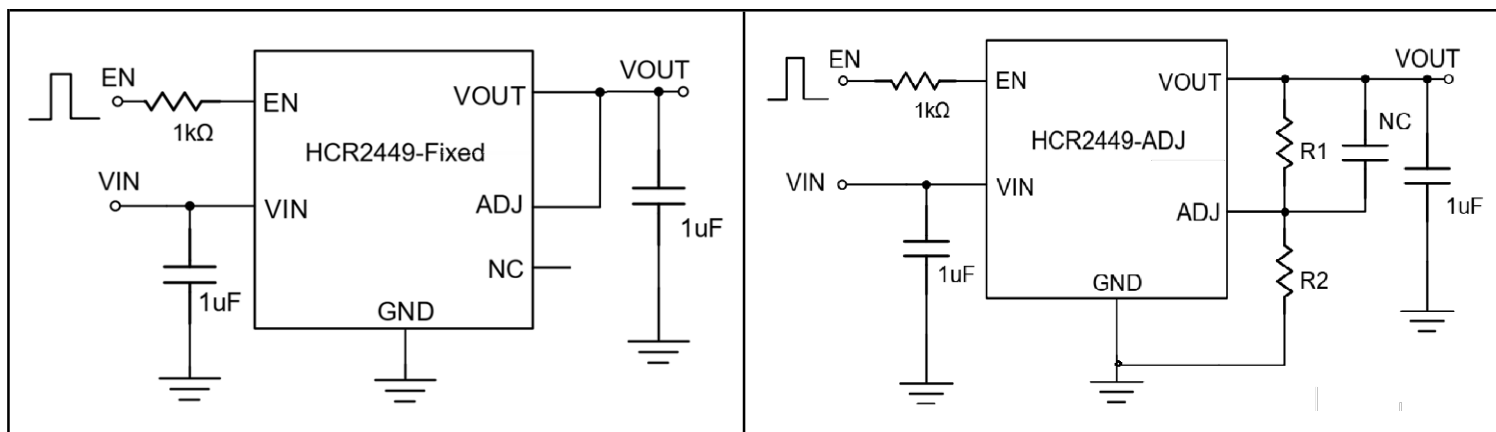 EN
1kΩ
EN
VOUT
VOUT
HCR2449-Fixed
VIN
VIN
ADJ
1uF
1uF
NC
GND
EN
1kΩ
EN
VOUT
VOUT
HCR2449-ADJ
R1
NC
VIN
VIN
ADJ
1uF
1uF
R2
GND